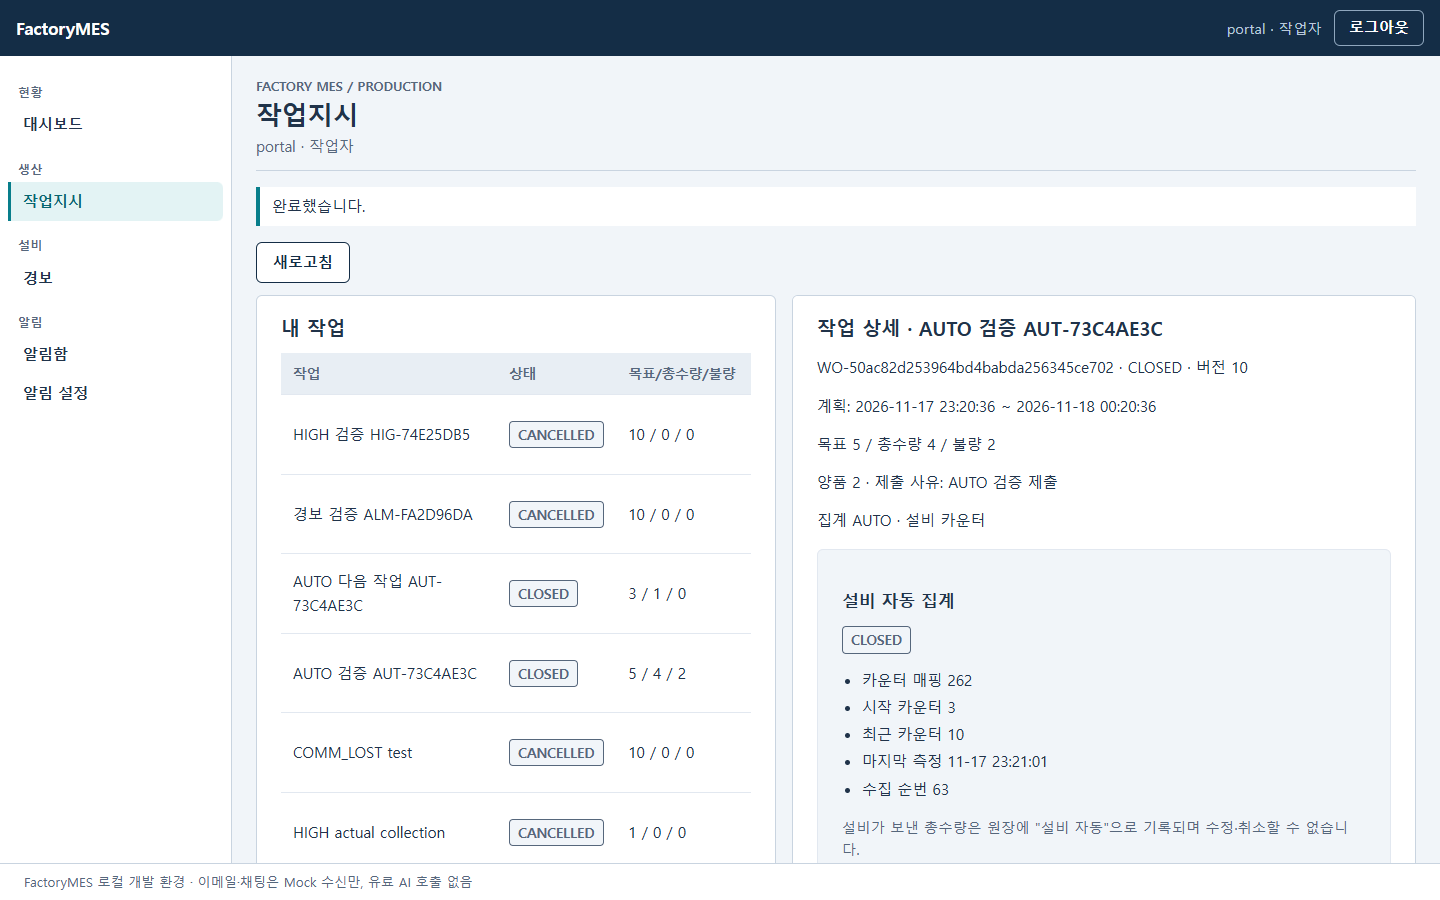 FactoryMES
portal · 작업자
로그아웃
현황
대시보드
생산
작업지시
설비
경보
알림
알림함
알림 설정
FACTORY MES / PRODUCTION
작업지시
portal · 작업자
완료했습니다.
새로고침
내 작업
작업 상태 목표/총수량/불량
HIGH 검증 HIG-74E25DB5 CANCELLED 10 / 0 / 0
경보 검증 ALM-FA2D96DA CANCELLED 10 / 0 / 0
AUTO 다음 작업 AUT-
73C4AE3C CLOSED 3 / 1 / 0
AUTO 검증 AUT-73C4AE3C CLOSED 5 / 4 / 2
COMM_LOST test CANCELLED 10 / 0 / 0
HIGH actual collection CANCELLED 1 / 0 / 0
작업 상세 · AUTO 검증 AUT-73C4AE3C
WO-50ac82d253964bd4babda256345ce702 · CLOSED · 버전 10
계획: 2026-11-17 23:20:36 ~ 2026-11-18 00:20:36
목표 5 / 총수량 4 / 불량 2
양품 2 · 제출 사유: AUTO 검증 제출
집계 AUTO · 설비 카운터
설비 자동 집계
CLOSED
• 카운터 매핑 262
• 시작 카운터 3
• 최근 카운터 10
• 마지막 측정 11-17 23:21:01
• 수집 순번 63
설비가 보낸 총수량은 원장에 "설비 자동"으로 기록되며 수정·취소할 수 없습니
다.
FactoryMES 로컬 개발 환경 · 이메일·채팅은 Mock 수신만, 유료 AI 호출 없음